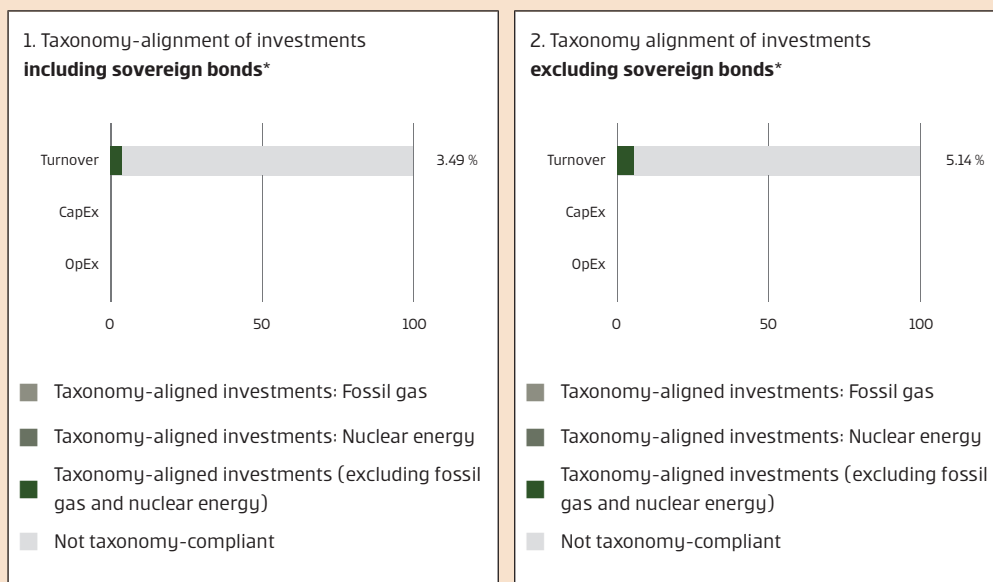 1. Taxonomy-alignment of investments
including sovereign bonds*
Turnover
3.49 %
CapEx
OpEx
0
50
100
Taxonomy-aligned investments: Fossil gas
Taxonomy-aligned investments: Nuclear energy
Taxonomy-aligned investments (excluding fossil
gas and nuclear energy)
Not taxonomy-compliant
2. Taxonomy alignment of investments
excluding sovereign bonds*
Turnover
5.14 %
CapEx
OpEx
0
50
100
Taxonomy-aligned investments: Fossil gas
Taxonomy-aligned investments: Nuclear energy
Taxonomy-aligned investments (excluding fossil
gas and nuclear energy)
Not taxonomy-compliant